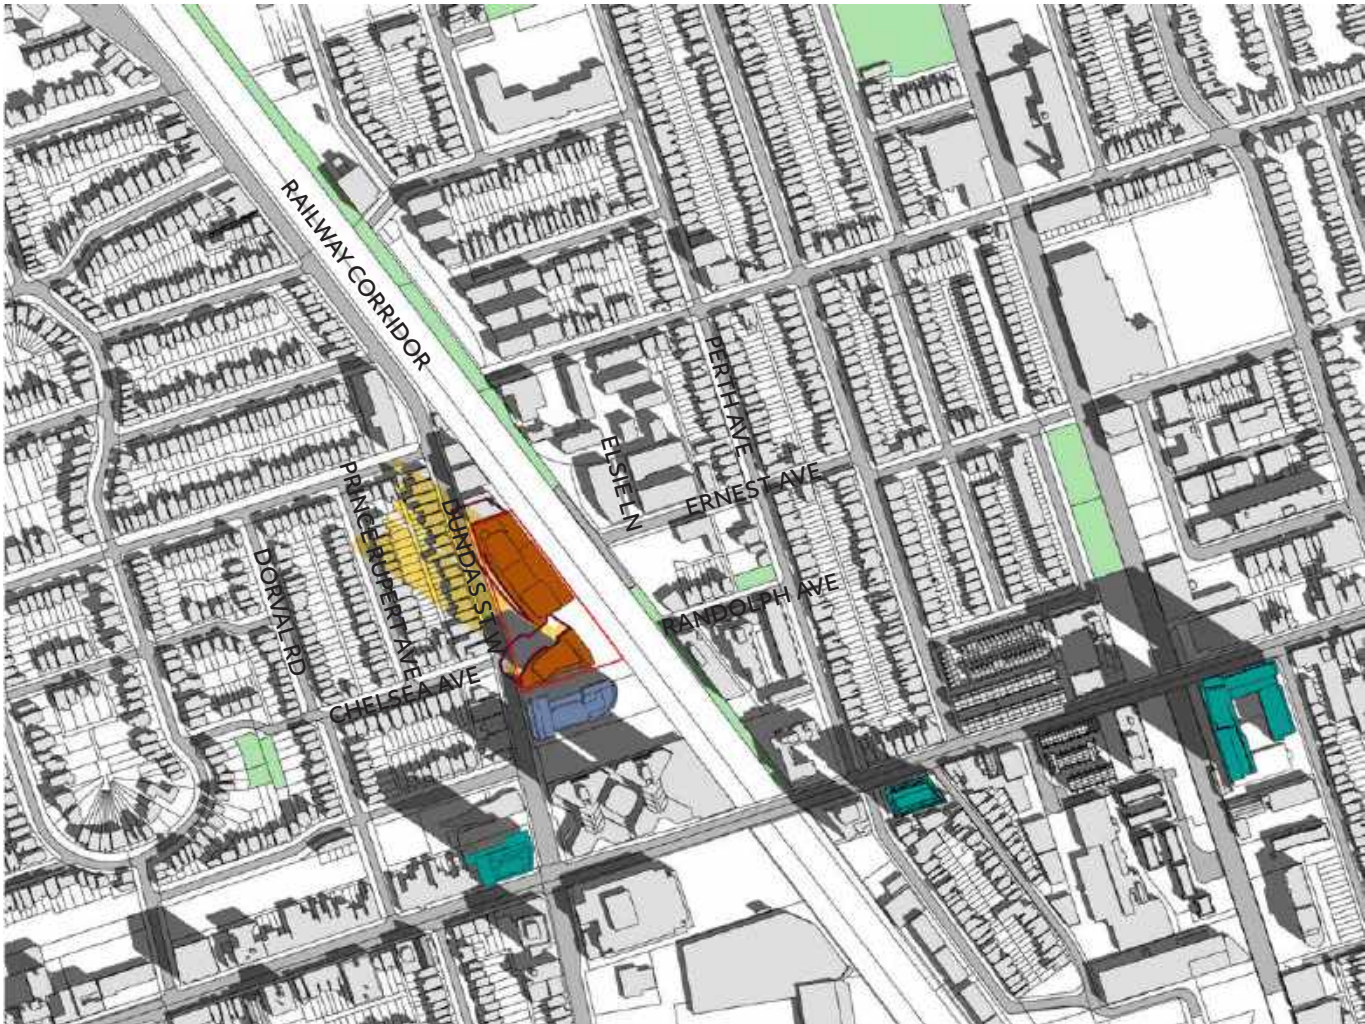 RAILWAY CORRIDOR
PERTH AVE
ELSIE LN
ERNEST AVE
PRINCE RUPERT AVE
DUNDAS ST W
DORVAL RD
RANDOLPH AVE
CHELSEA AVE